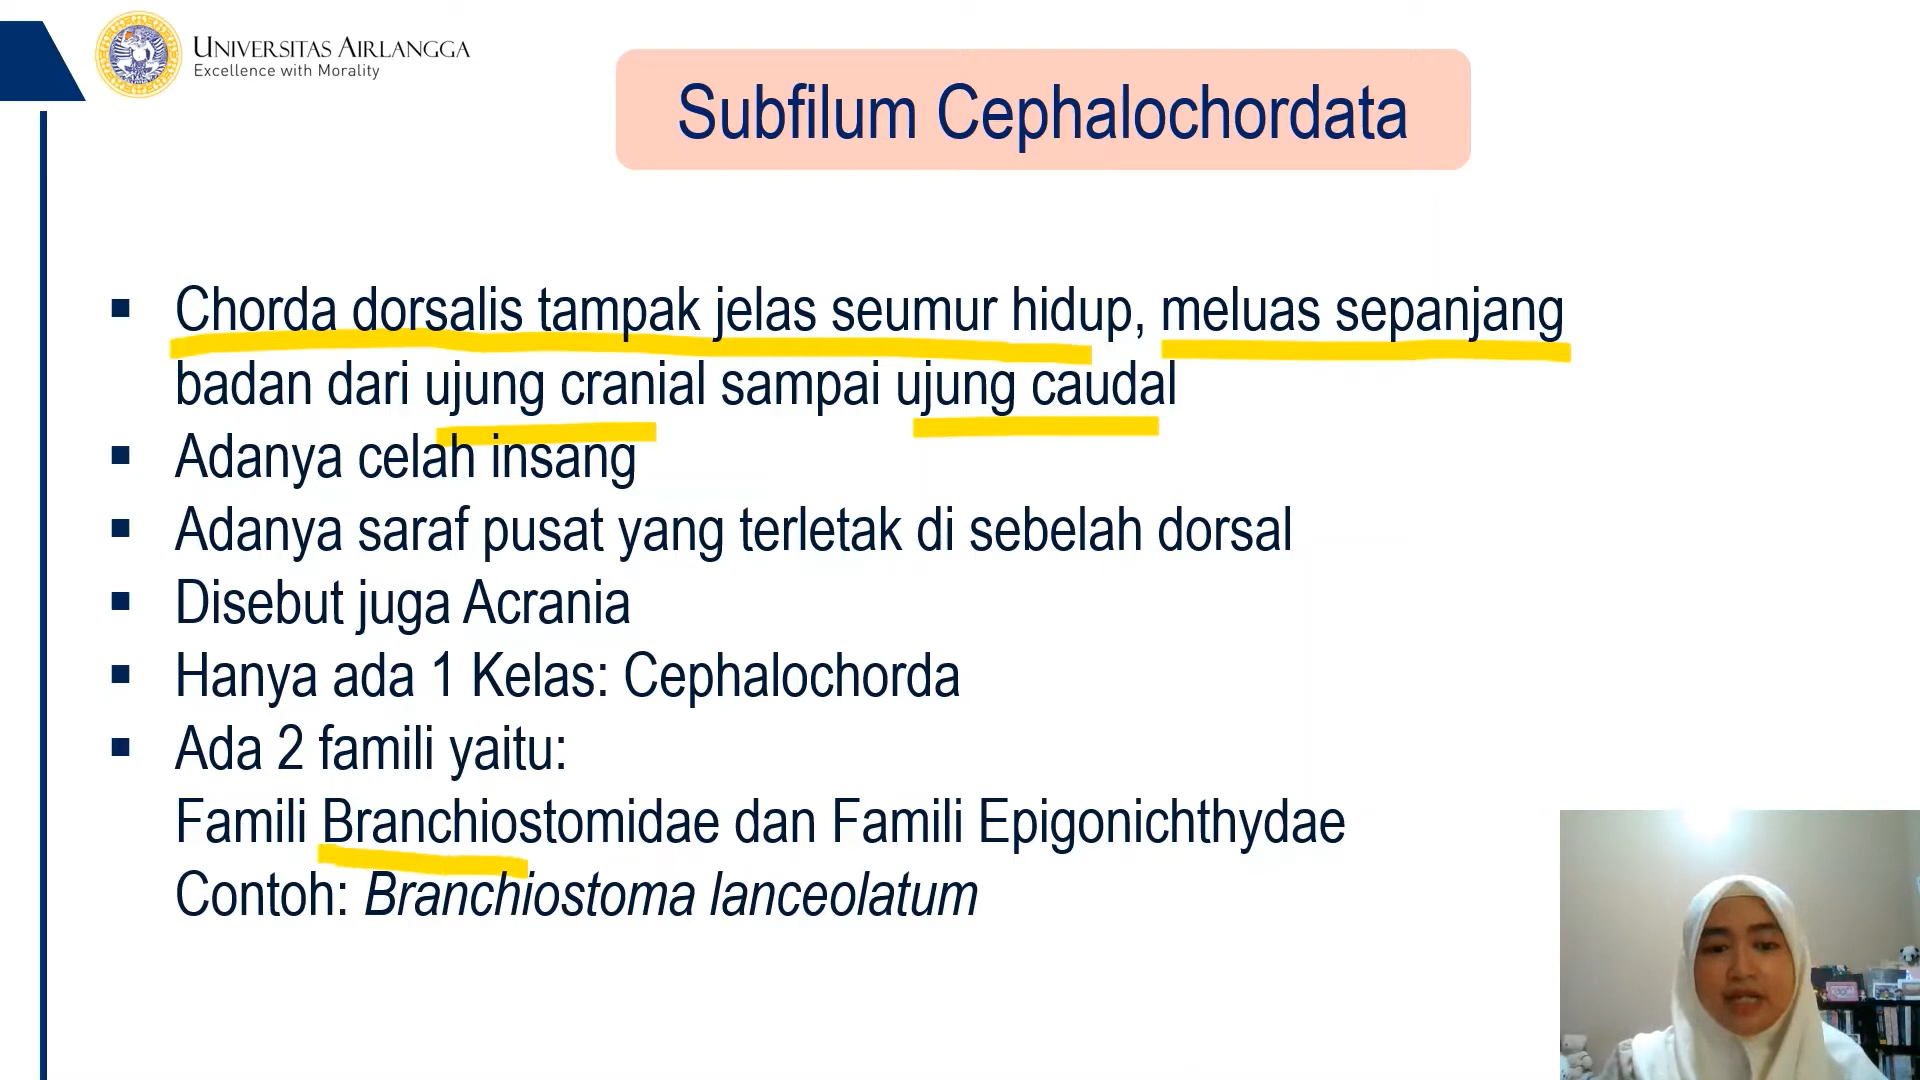 UNIVERSITAS AIRLANGGA
Excellence with Morality
Subfilum Cephalochordata
▪ Chorda dorsalis tampak jelas seumur hidup, meluas sepanjang
badan dari ujung cranial sampai ujung caudal
▪ Adanya celah insang
▪ Adanya saraf pusat yang terletak di sebelah dorsal
▪ Disebut juga Acrania
▪ Hanya ada 1 Kelas: Cephalochorda
▪ Ada 2 famili yaitu:
Famili Branchiostomidae dan Famili Epigonichthydae
Contoh: Branchiostoma lanceolatum